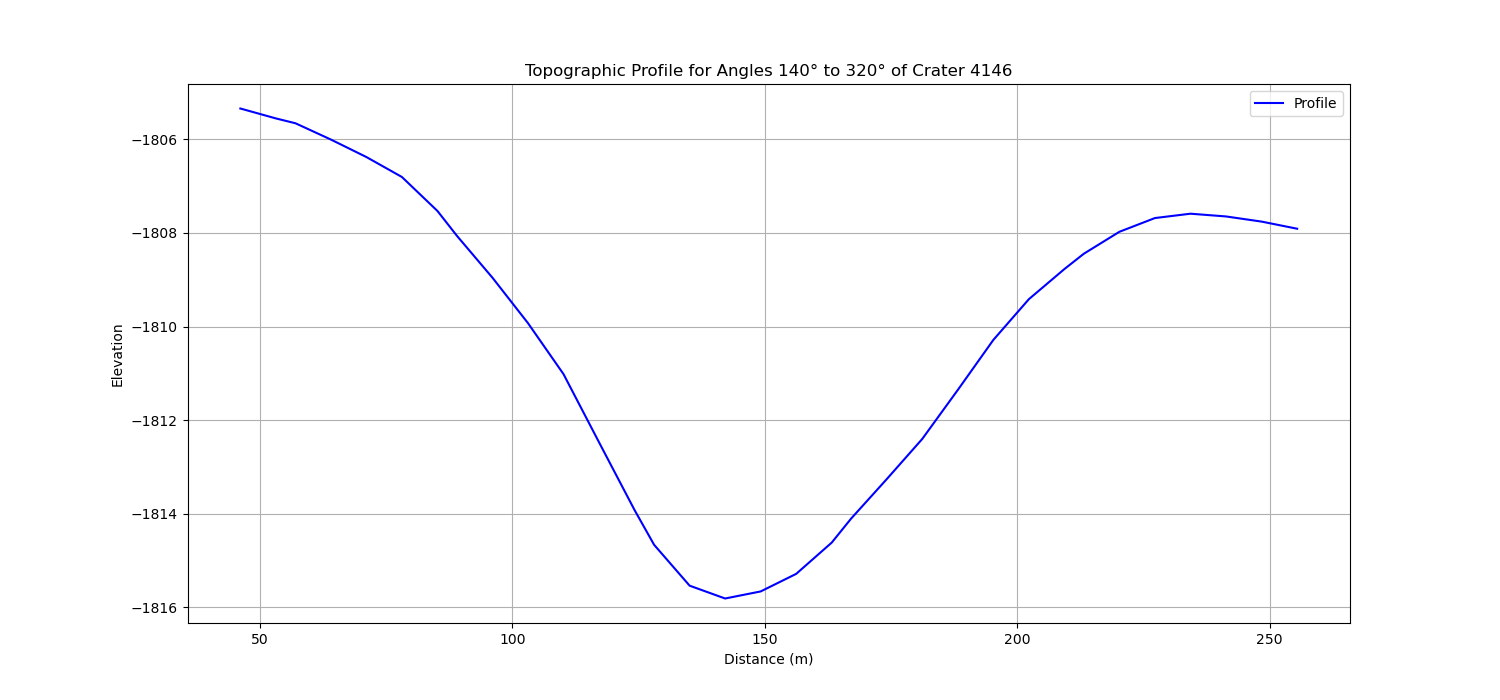 Topographic Profile for Angles 140° to 320° of Crater 4146
Profile
−1806
−1808
−1810
−1812
−1814
−1816
Elevation
50
100
150
200
250
Distance (m)